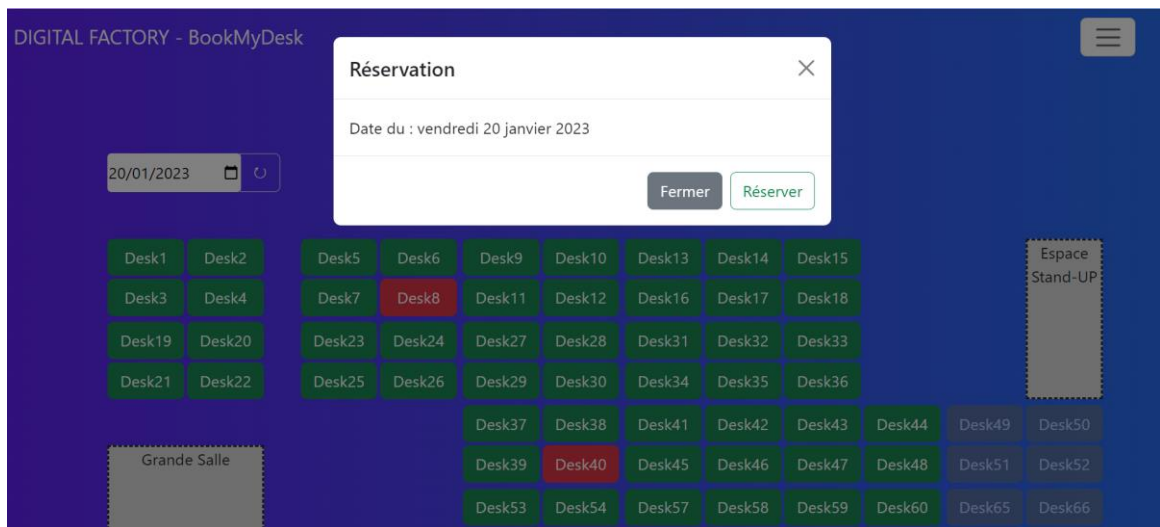 DIGITAL FACTORY - BookMyDesk
Réservation
Date du : vendredi 20 janvier 2023
Fermer Réserver
20/01/2023
Desk1 Desk2 Desk5 Desk6 Desk9 Desk10 Desk13 Desk14 Desk15
Desk3 Desk4 Desk7 Desk8 Desk11 Desk12 Desk16 Desk17 Desk18
Desk19 Desk20 Desk23 Desk24 Desk27 Desk28 Desk31 Desk32 Desk33
Desk21 Desk22 Desk25 Desk26 Desk29 Desk30 Desk34 Desk35 Desk36
Espace
Stand-UP
Desk37 Desk38 Desk41 Desk42 Desk43 Desk44 Desk49 Desk50
Grande Salle
Desk39 Desk40 Desk45 Desk46 Desk47 Desk48 Desk51 Desk52
Desk53 Desk54 Desk57 Desk58 Desk59 Desk60 Desk65 Desk66